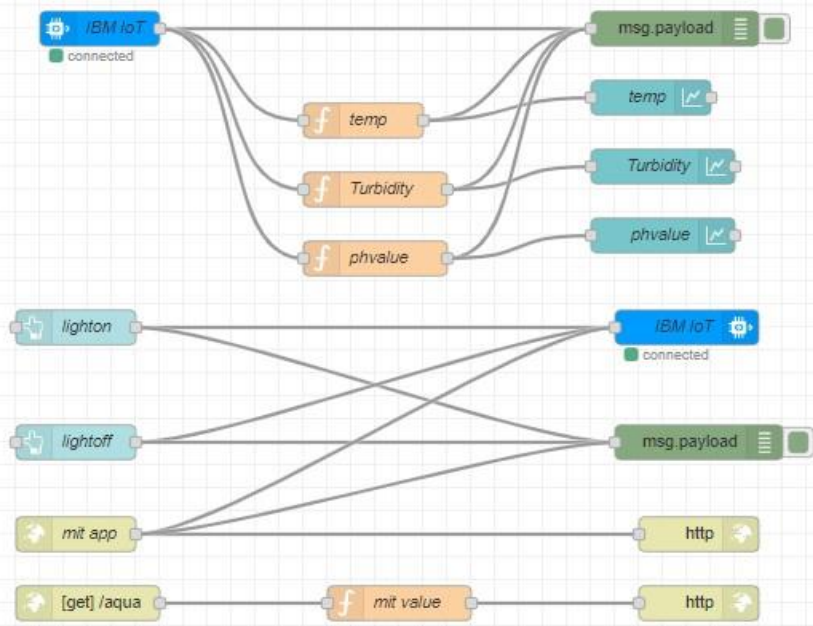 IBM IoT
connected
msg.payload
temp
temp
Turbidity
Turbidity
phvalue
phvalue
lighton
IBM IoT
connected
lightoff
msg.payload
mit app
http
[get] /aqua
mit value
http